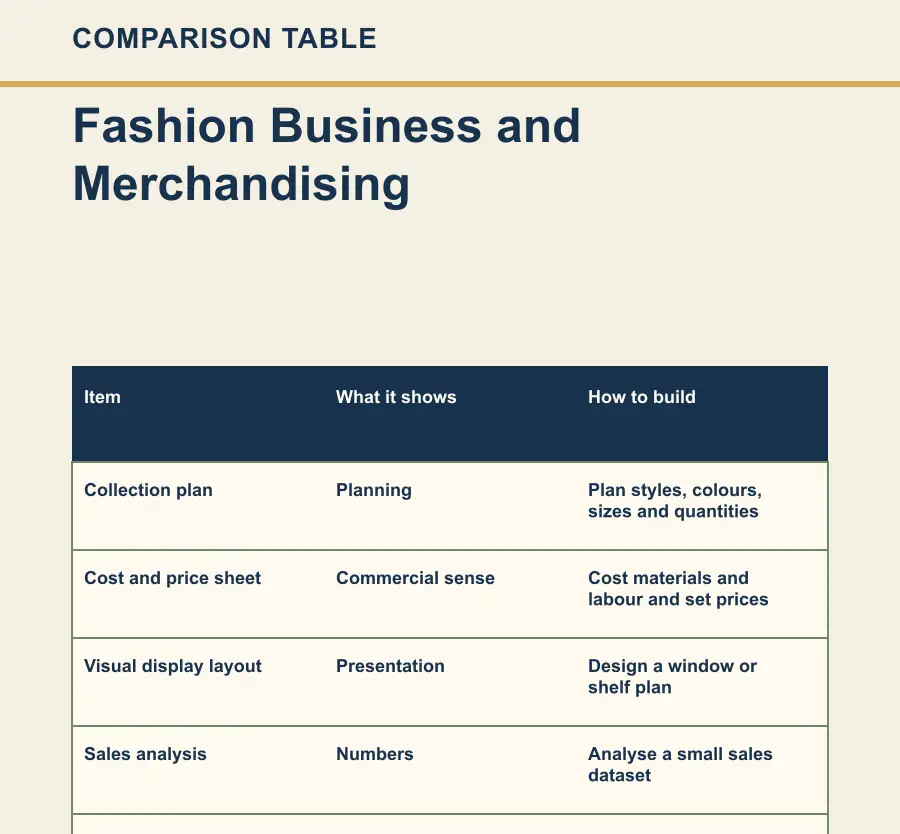 COMPARISON TABLE
Fashion Business and
Merchandising
Item What it shows How to build
Collection plan Planning Plan styles, colours,
sizes and quantities
Cost and price sheet Commercial sense Cost materials and
labour and set prices
Visual display layout Presentation Design a window or
shelf plan
Sales analysis Numbers Analyse a small sales
dataset